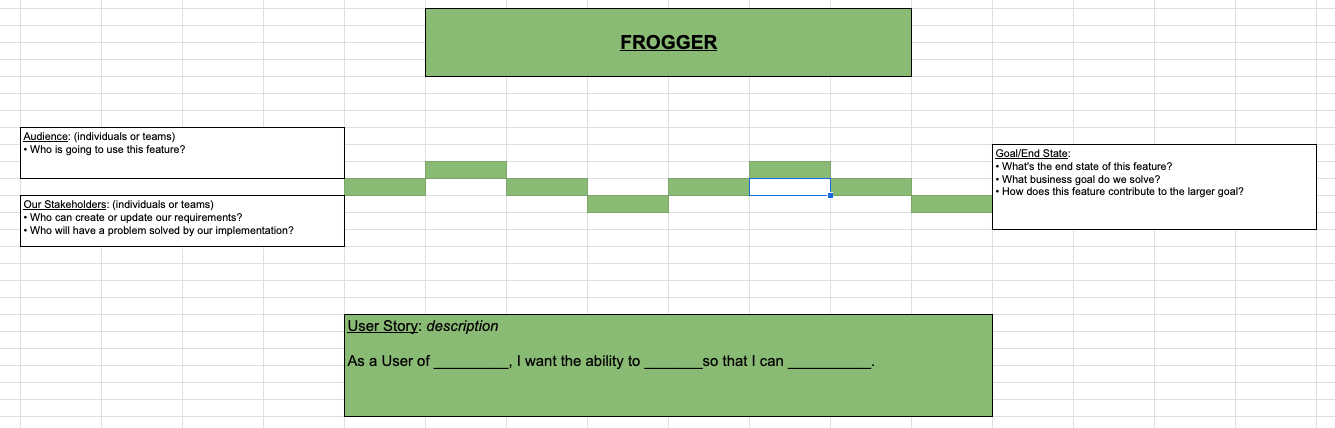 FROGGER
Audience: (individuals or teams)
• Who is going to use this feature?
Our Stakeholders: (individuals or teams)
• Who can create or update our requirements?
• Who will have a problem solved by our implementation?
Goal/End State:
• What's the end state of this feature?
• What business goal do we solve?
• How does this feature contribute to the larger goal?
User Story: description
As a User of _________, I want the ability to _______so that I can __________.